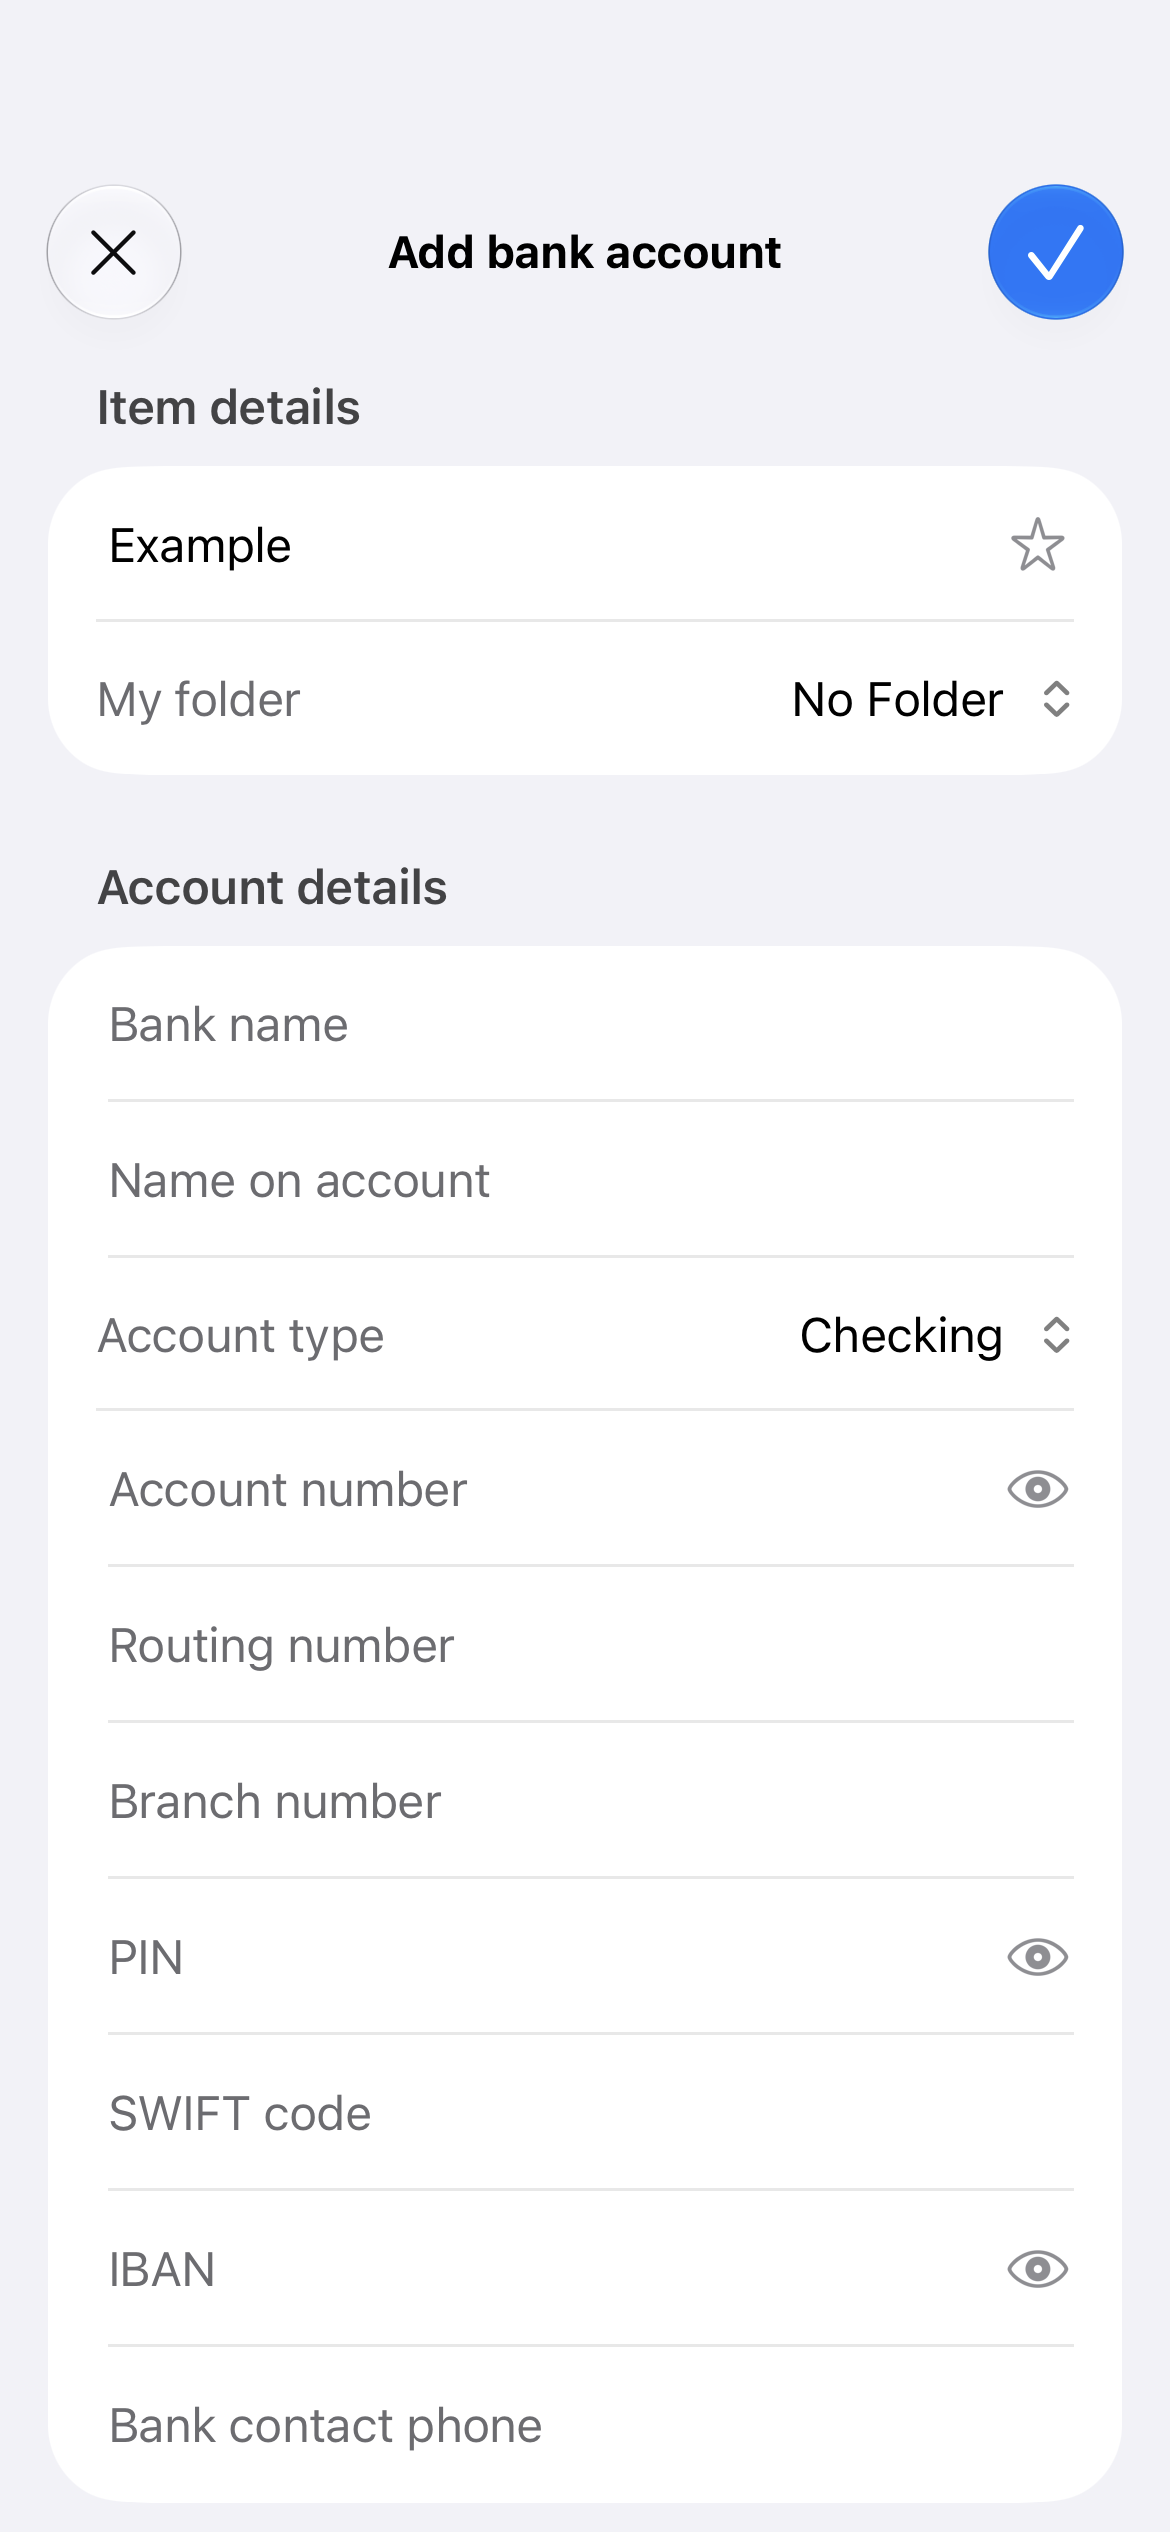 Add bank account
Item details
Example
My folder
No Folder
Account details
Bank name
Name on account
Account type
Checking
Account number
Routing number
Branch number
PIN
SWIFT code
IBAN
Bank contact phone